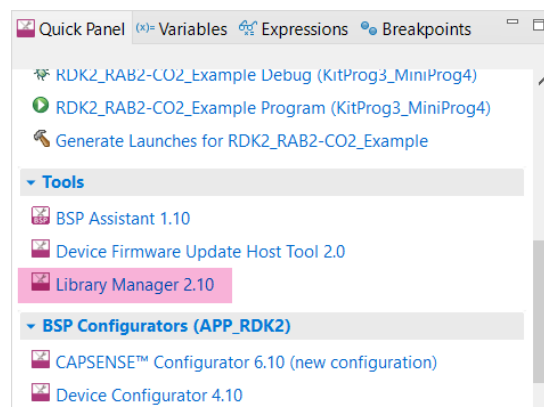 Quick Panel (x)= Variables Expressions Breakpoints
RDK2_RAB2-CO2_Example Debug (KitProg3_MiniProg4)
RDK2_RAB2-CO2_Example Program (KitProg3_MiniProg4)
Generate Launches for RDK2_RAB2-CO2_Example
Tools
BSP BSP Assistant 1.10
Device Firmware Update Host Tool 2.0
Library Manager 2.10
BSP Configurators (APP_RDK2)
CAPSENSE™ Configurator 6.10 (new configuration)
Device Configurator 4.10